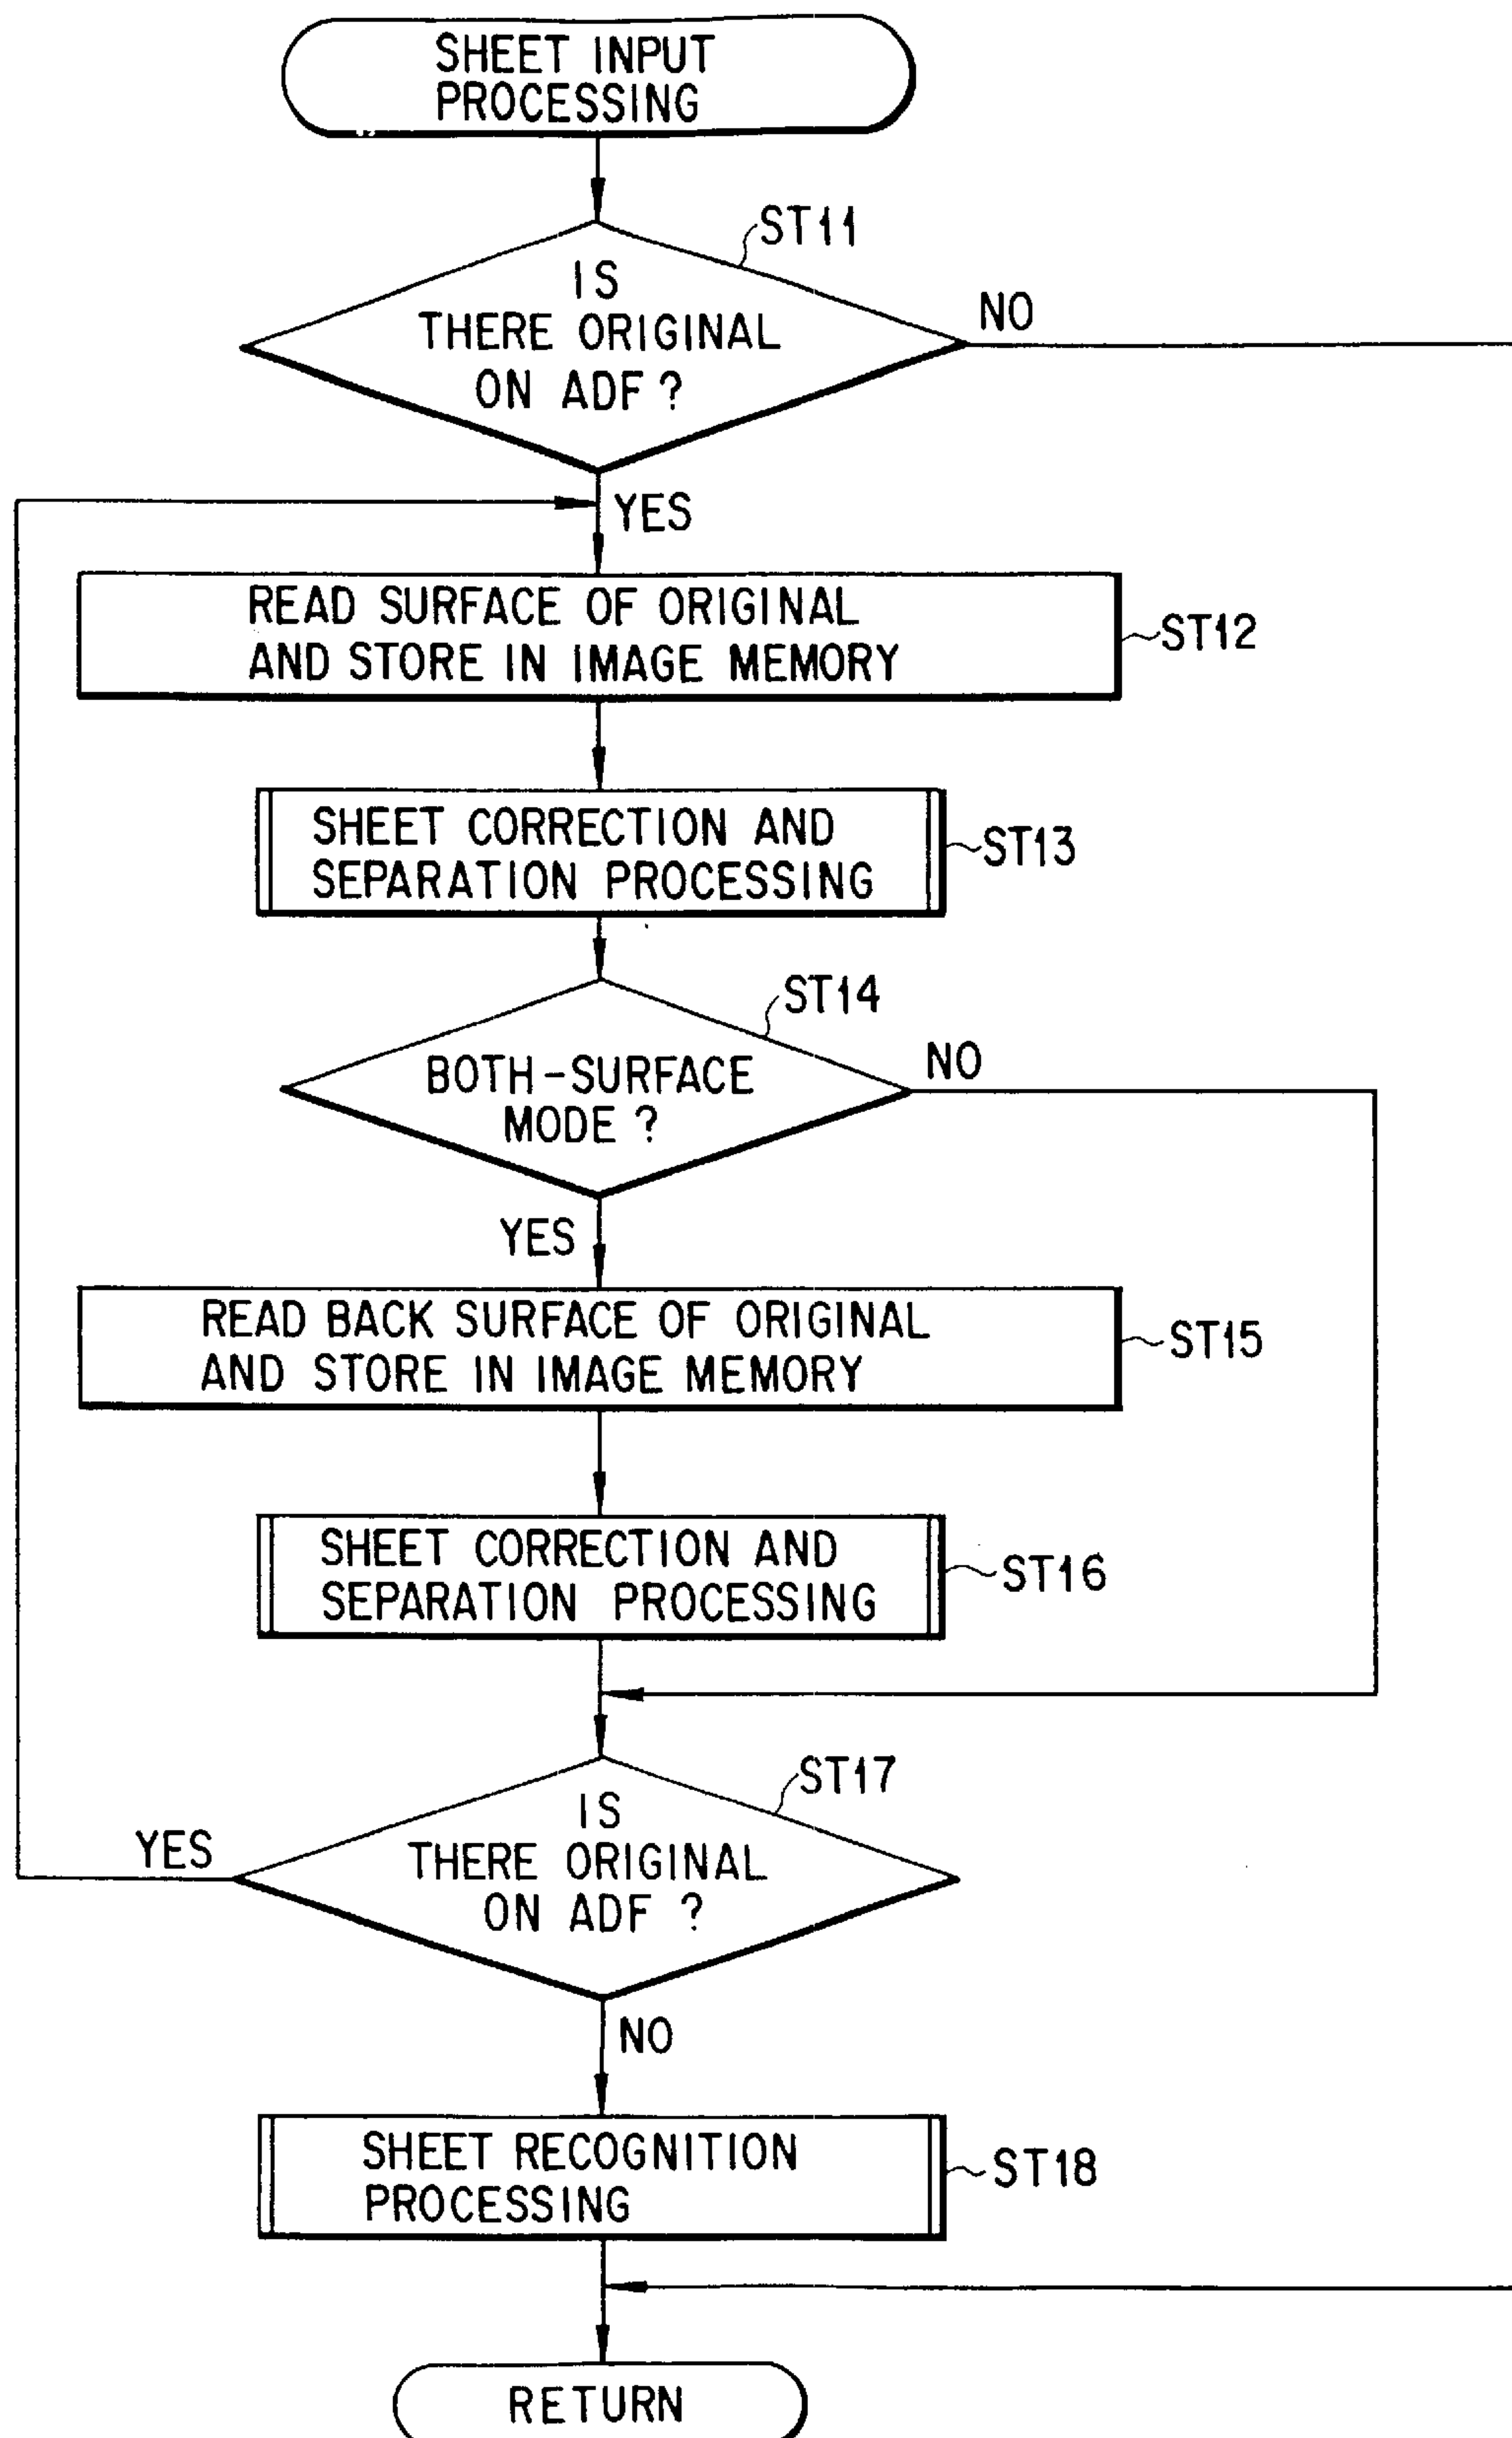 SHEET INPUT
PROCESSING
ST11
IS
THERE ORIGINAL
ON ADF ?
NO
YES
READ SURFACE OF ORIGINAL
AND STORE IN IMAGE MEMORY
ST12
SHEET CORRECTION AND
SEPARATION PROCESSING
ST13
ST14
BOTH-SURFACE
MODE ?
NO
YES
READ BACK SURFACE OF ORIGINAL
AND STORE IN IMAGE MEMORY
ST15
SHEET CORRECTION AND
SEPARATION PROCESSING
ST16
ST17
IS
THERE ORIGINAL
ON ADF ?
YES
NO
SHEET RECOGNITION
PROCESSING
ST18
RETURN